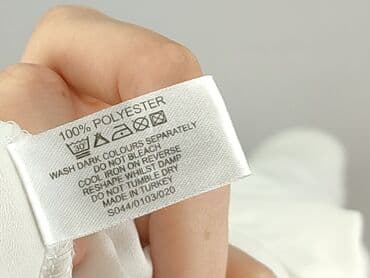 100% POLYESTER
30
WASH DARK COLOURS SEPARATELY
DO NOT BLEACH
COOL IRON ON REVERSE
RESHAPE WHILST DAMP
DO NOT TUMBLE DRY
MADE IN TURKEY
S044/0103/020